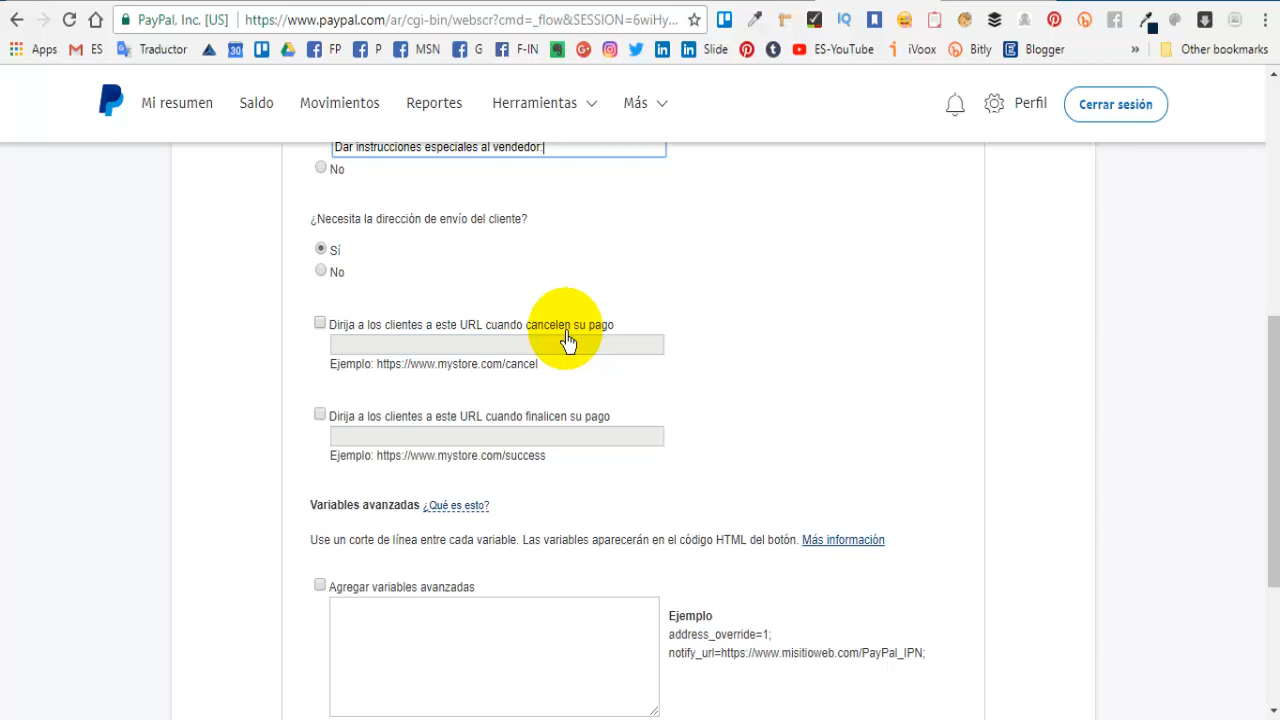 PayPal, Inc. [US] https://www.paypal.com/ar/cgi-bin/webscr?cmd=_flow&SESSION=6wiHy...
Apps ES Traductor FP P MSN G F-IN Slide ES-YouTube iVoox Bitly Blogger » Other bookmarks
Mi resumen Saldo Movimientos Reportes Herramientas Más Perfil Cerrar sesión
Dar instrucciones especiales al vendedor:
No
¿Necesita la dirección de envío del cliente?
Sí
No
Dirija a los clientes a este URL cuando cancelen su pago
Ejemplo: https://www.mystore.com/cancel
Dirija a los clientes a este URL cuando finalicen su pago
Ejemplo: https://www.mystore.com/success
Variables avanzadas ¿Qué es esto?
Use un corte de línea entre cada variable. Las variables aparecerán en el código HTML del botón. Más información
Agregar variables avanzadas
Ejemplo
address_override=1;
notify_url=https://www.misitioweb.com/PayPal_IPN;